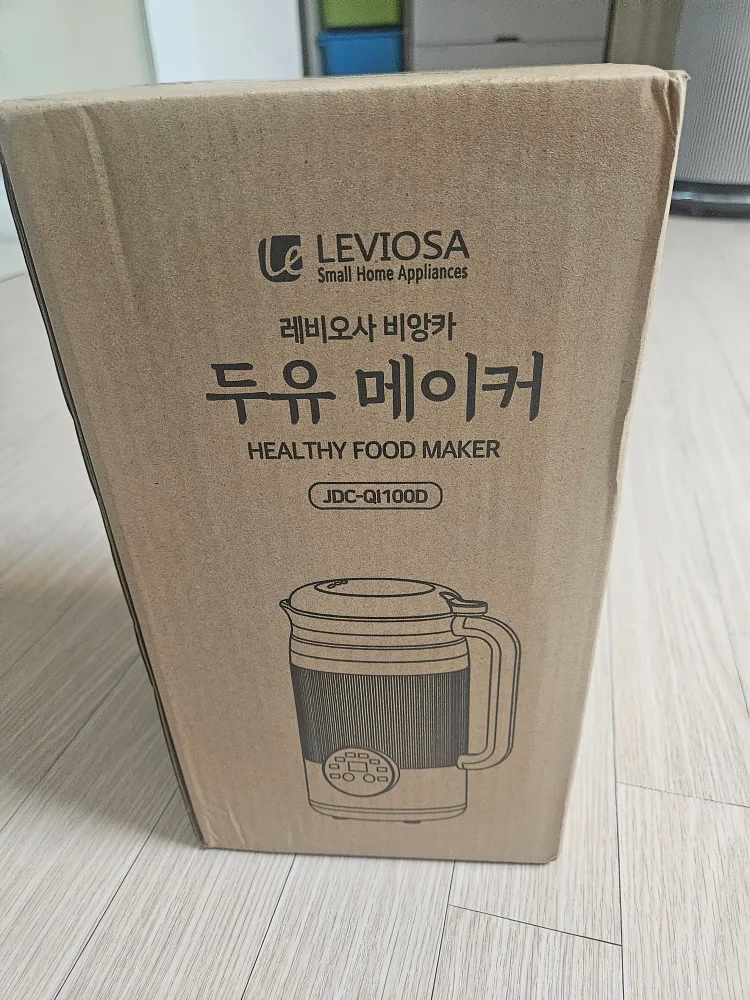 Le LEVIOSA
Small Home Appliances
레비오사 비앙카
두유 메이커
HEALTHY FOOD MAKER
JDC-QI100D